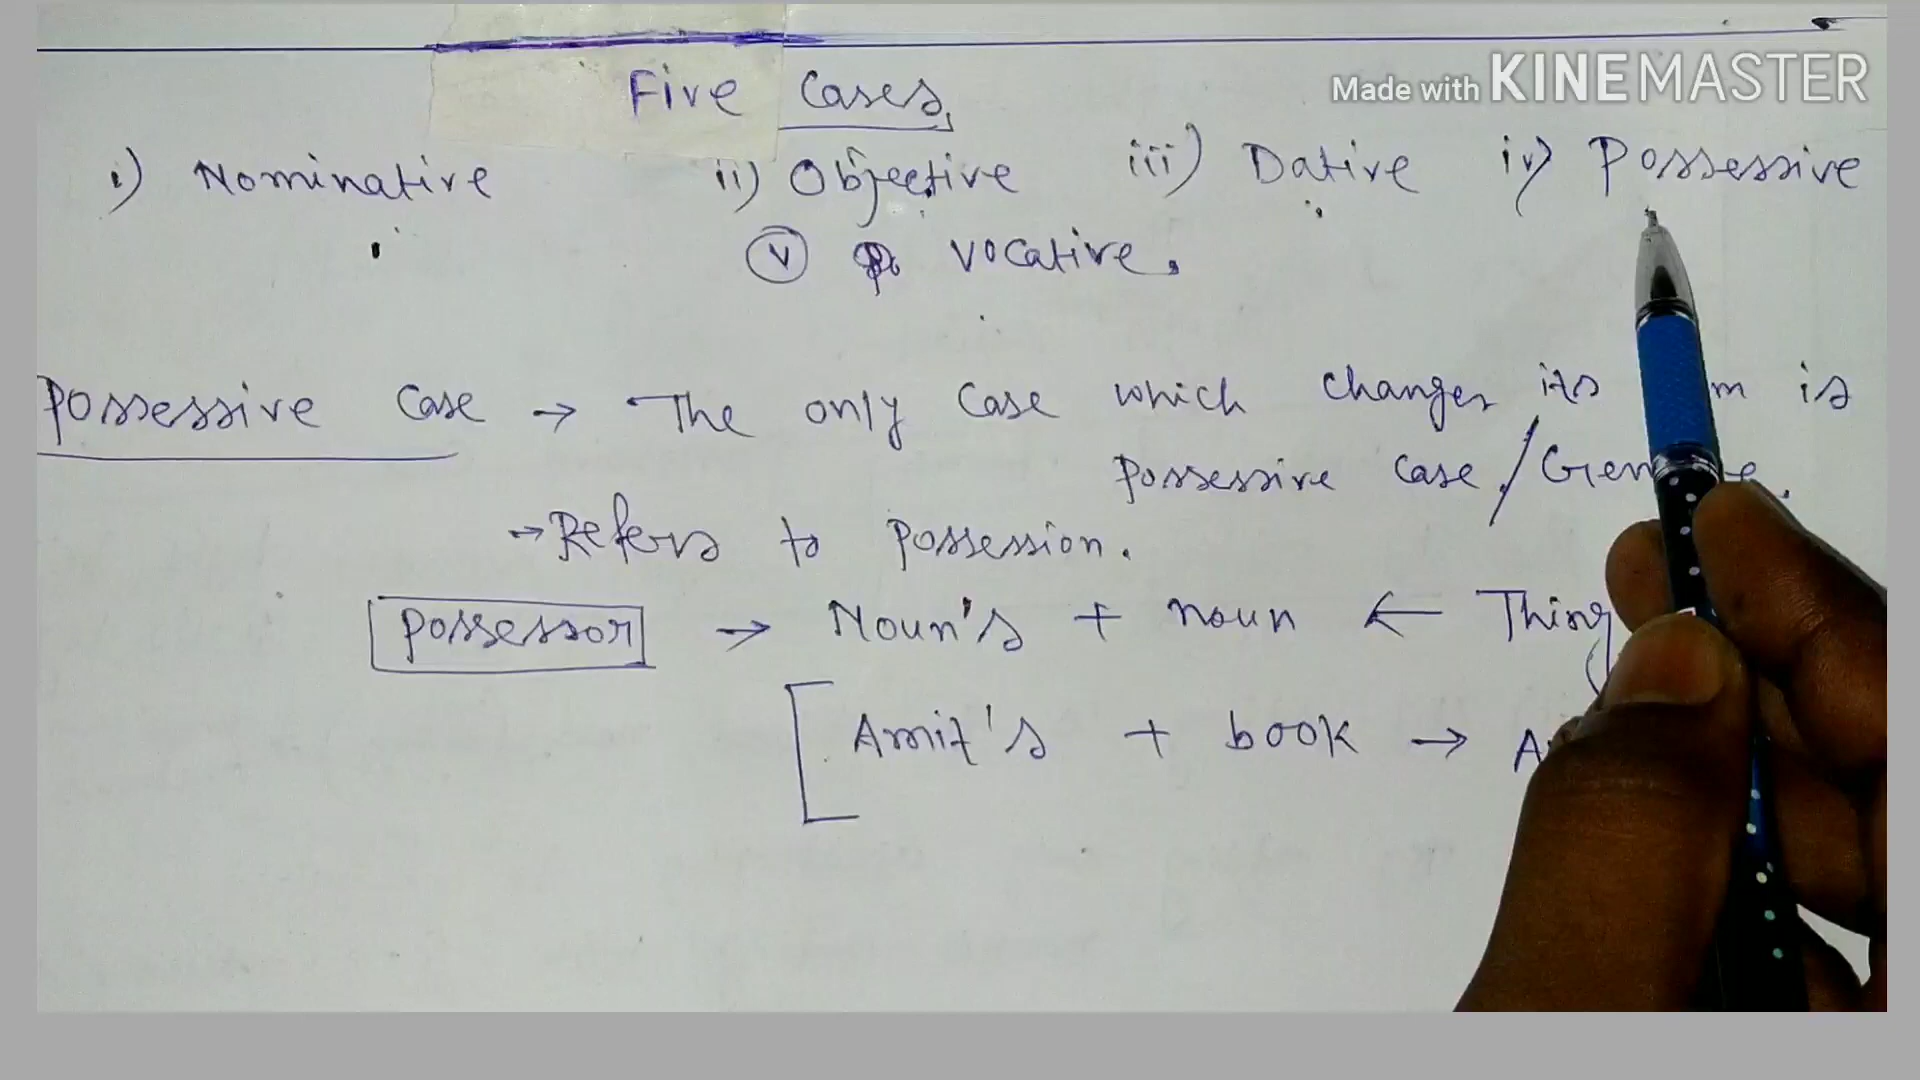 Five Cases,
Made with KINEMASTER
i) Nominative ii) Objective iii) Dative iv) Possessive
v vocative.
Possessive Case → The only Case which changes its is
Possessive Case. /
→ Refers to Possession.
Possessor → Noun's + noun ← Thing
Amit's + book →